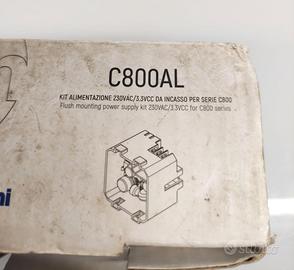 C800AL
KIT ALIMENTAZIONE 230VAC/3.3VCC DA INCASSO PER SERIE C800
Flush mounting power supply kit 230VAC/3.3VCC for C800 series
subito